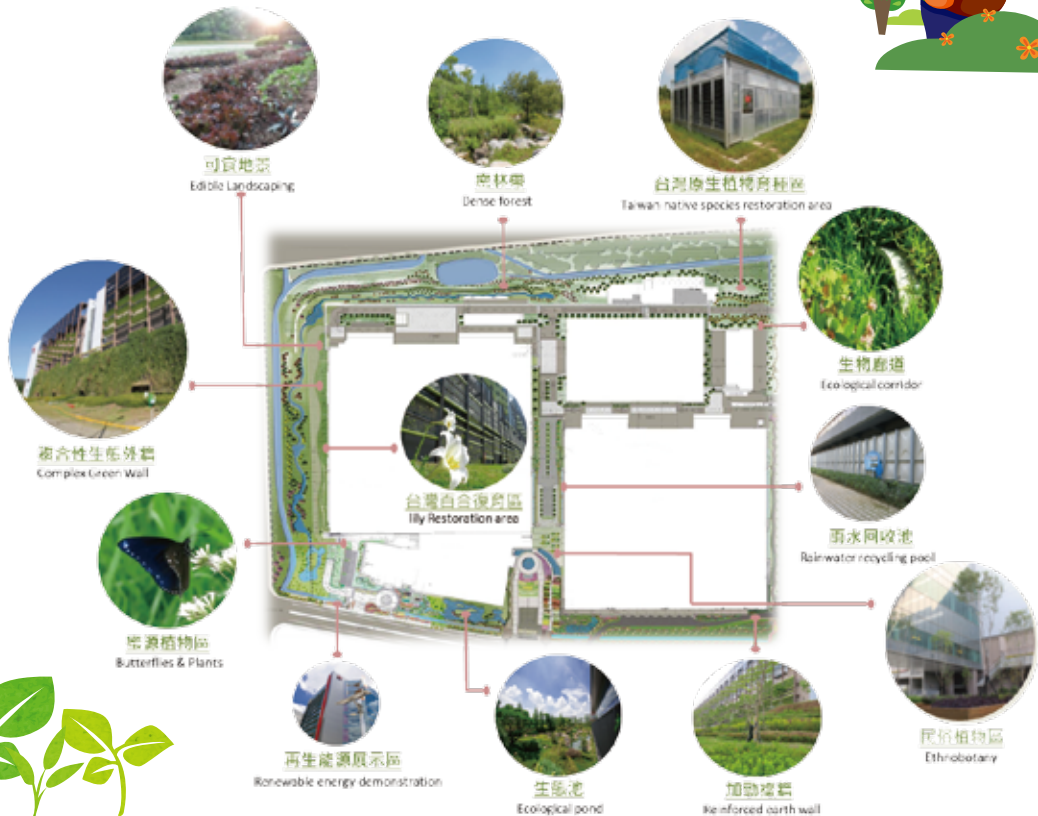 可食地景
Edible Landscaping
密林區
Dense forest
台灣原生植物育種區
Taiwan native species restoration area
生物廊道
Ecological corridor
複合性生態外牆
Complex Green Wall
台灣百合復育區
lily Restoration area
雨水回收池
Rainwater recycling pool
蜜源植物區
Butterflies & Plants
再生能源展示區
Renewable energy demonstration
生態池
Ecological pond
加勁擋牆
Reinforced earth wall
民俗植物區
Ethnobotany